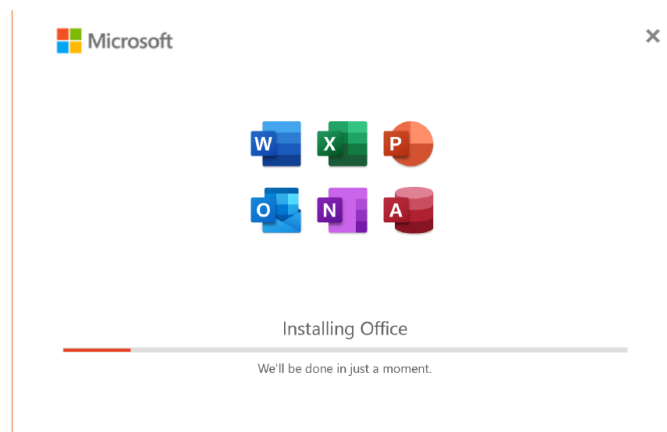 Microsoft
W X P
O N A
Installing Office
We'll be done in just a moment.